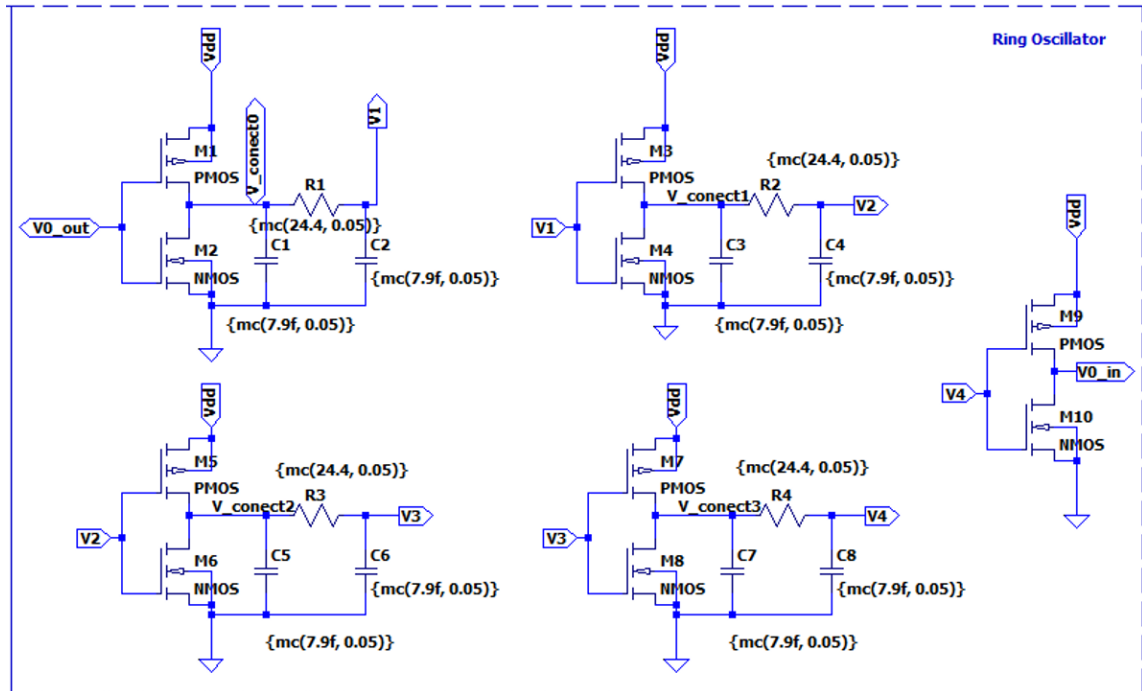 Ring Oscillator
Vdd
M1
PMOS
V_conect0
V1
R1
{mc(24.4, 0.05)}
V0_out
M2
NMOS
C1
C2
{mc(7.9f, 0.05)}
{mc(7.9f, 0.05)}
Vdd
M3
PMOS
{mc(24.4, 0.05)}
R2
V_conect1
V2
V1
M4
NMOS
C3
C4
{mc(7.9f, 0.05)}
{mc(7.9f, 0.05)}
Vdd
M5
PMOS
{mc(24.4, 0.05)}
R3
V_conect2
V3
V2
M6
NMOS
C5
C6
{mc(7.9f, 0.05)}
{mc(7.9f, 0.05)}
Vdd
M7
PMOS
{mc(24.4, 0.05)}
R4
V_conect3
V4
V3
M8
NMOS
C7
C8
{mc(7.9f, 0.05)}
{mc(7.9f, 0.05)}
Vdd
M9
PMOS
V0_in
V4
M10
NMOS